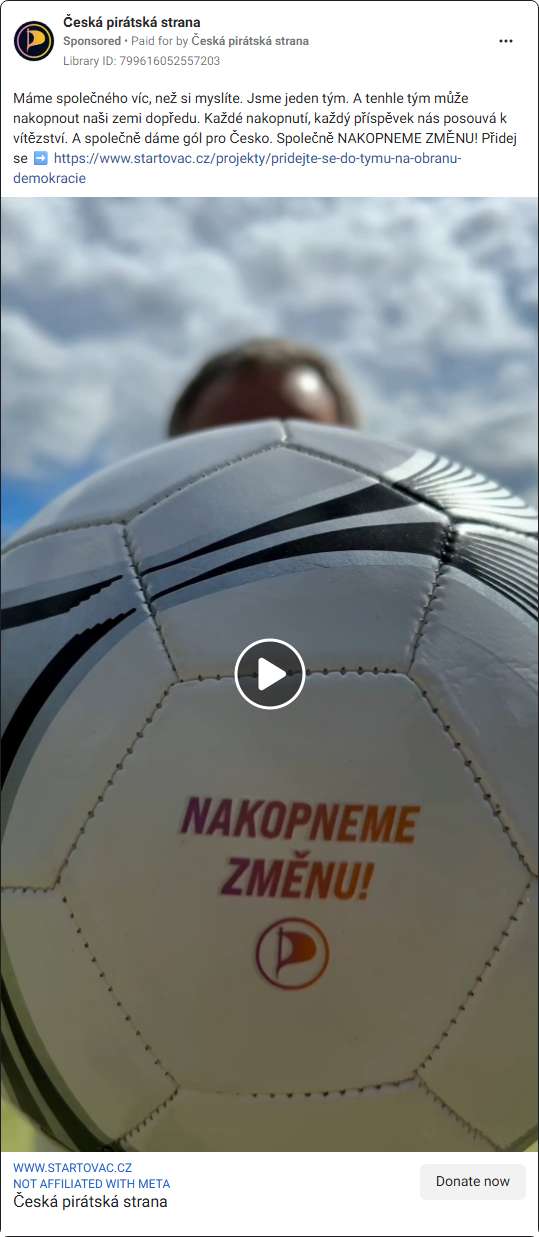 Česká pirátská strana
Sponsored • Paid for by Česká pirátská strana
Library ID: 799616052557203
Máme společného víc, než si myslíte. Jsme jeden tým. A tenhle tým může
nakopnout naši zemi dopředu. Každé nakopnutí, každý příspěvek nás posouvá k
vítězství. A společně dáme gól pro Česko. Společně NAKOPNEME ZMĚNU! Přidej
se ➡️ https://www.startovac.cz/projekty/pridejte-se-do-tymu-na-obranu-
demokracie
NAKOPNEME
ZMĚNU!
WWW.STARTOVAC.CZ
NOT AFFILIATED WITH META
Česká pirátská strana
Donate now